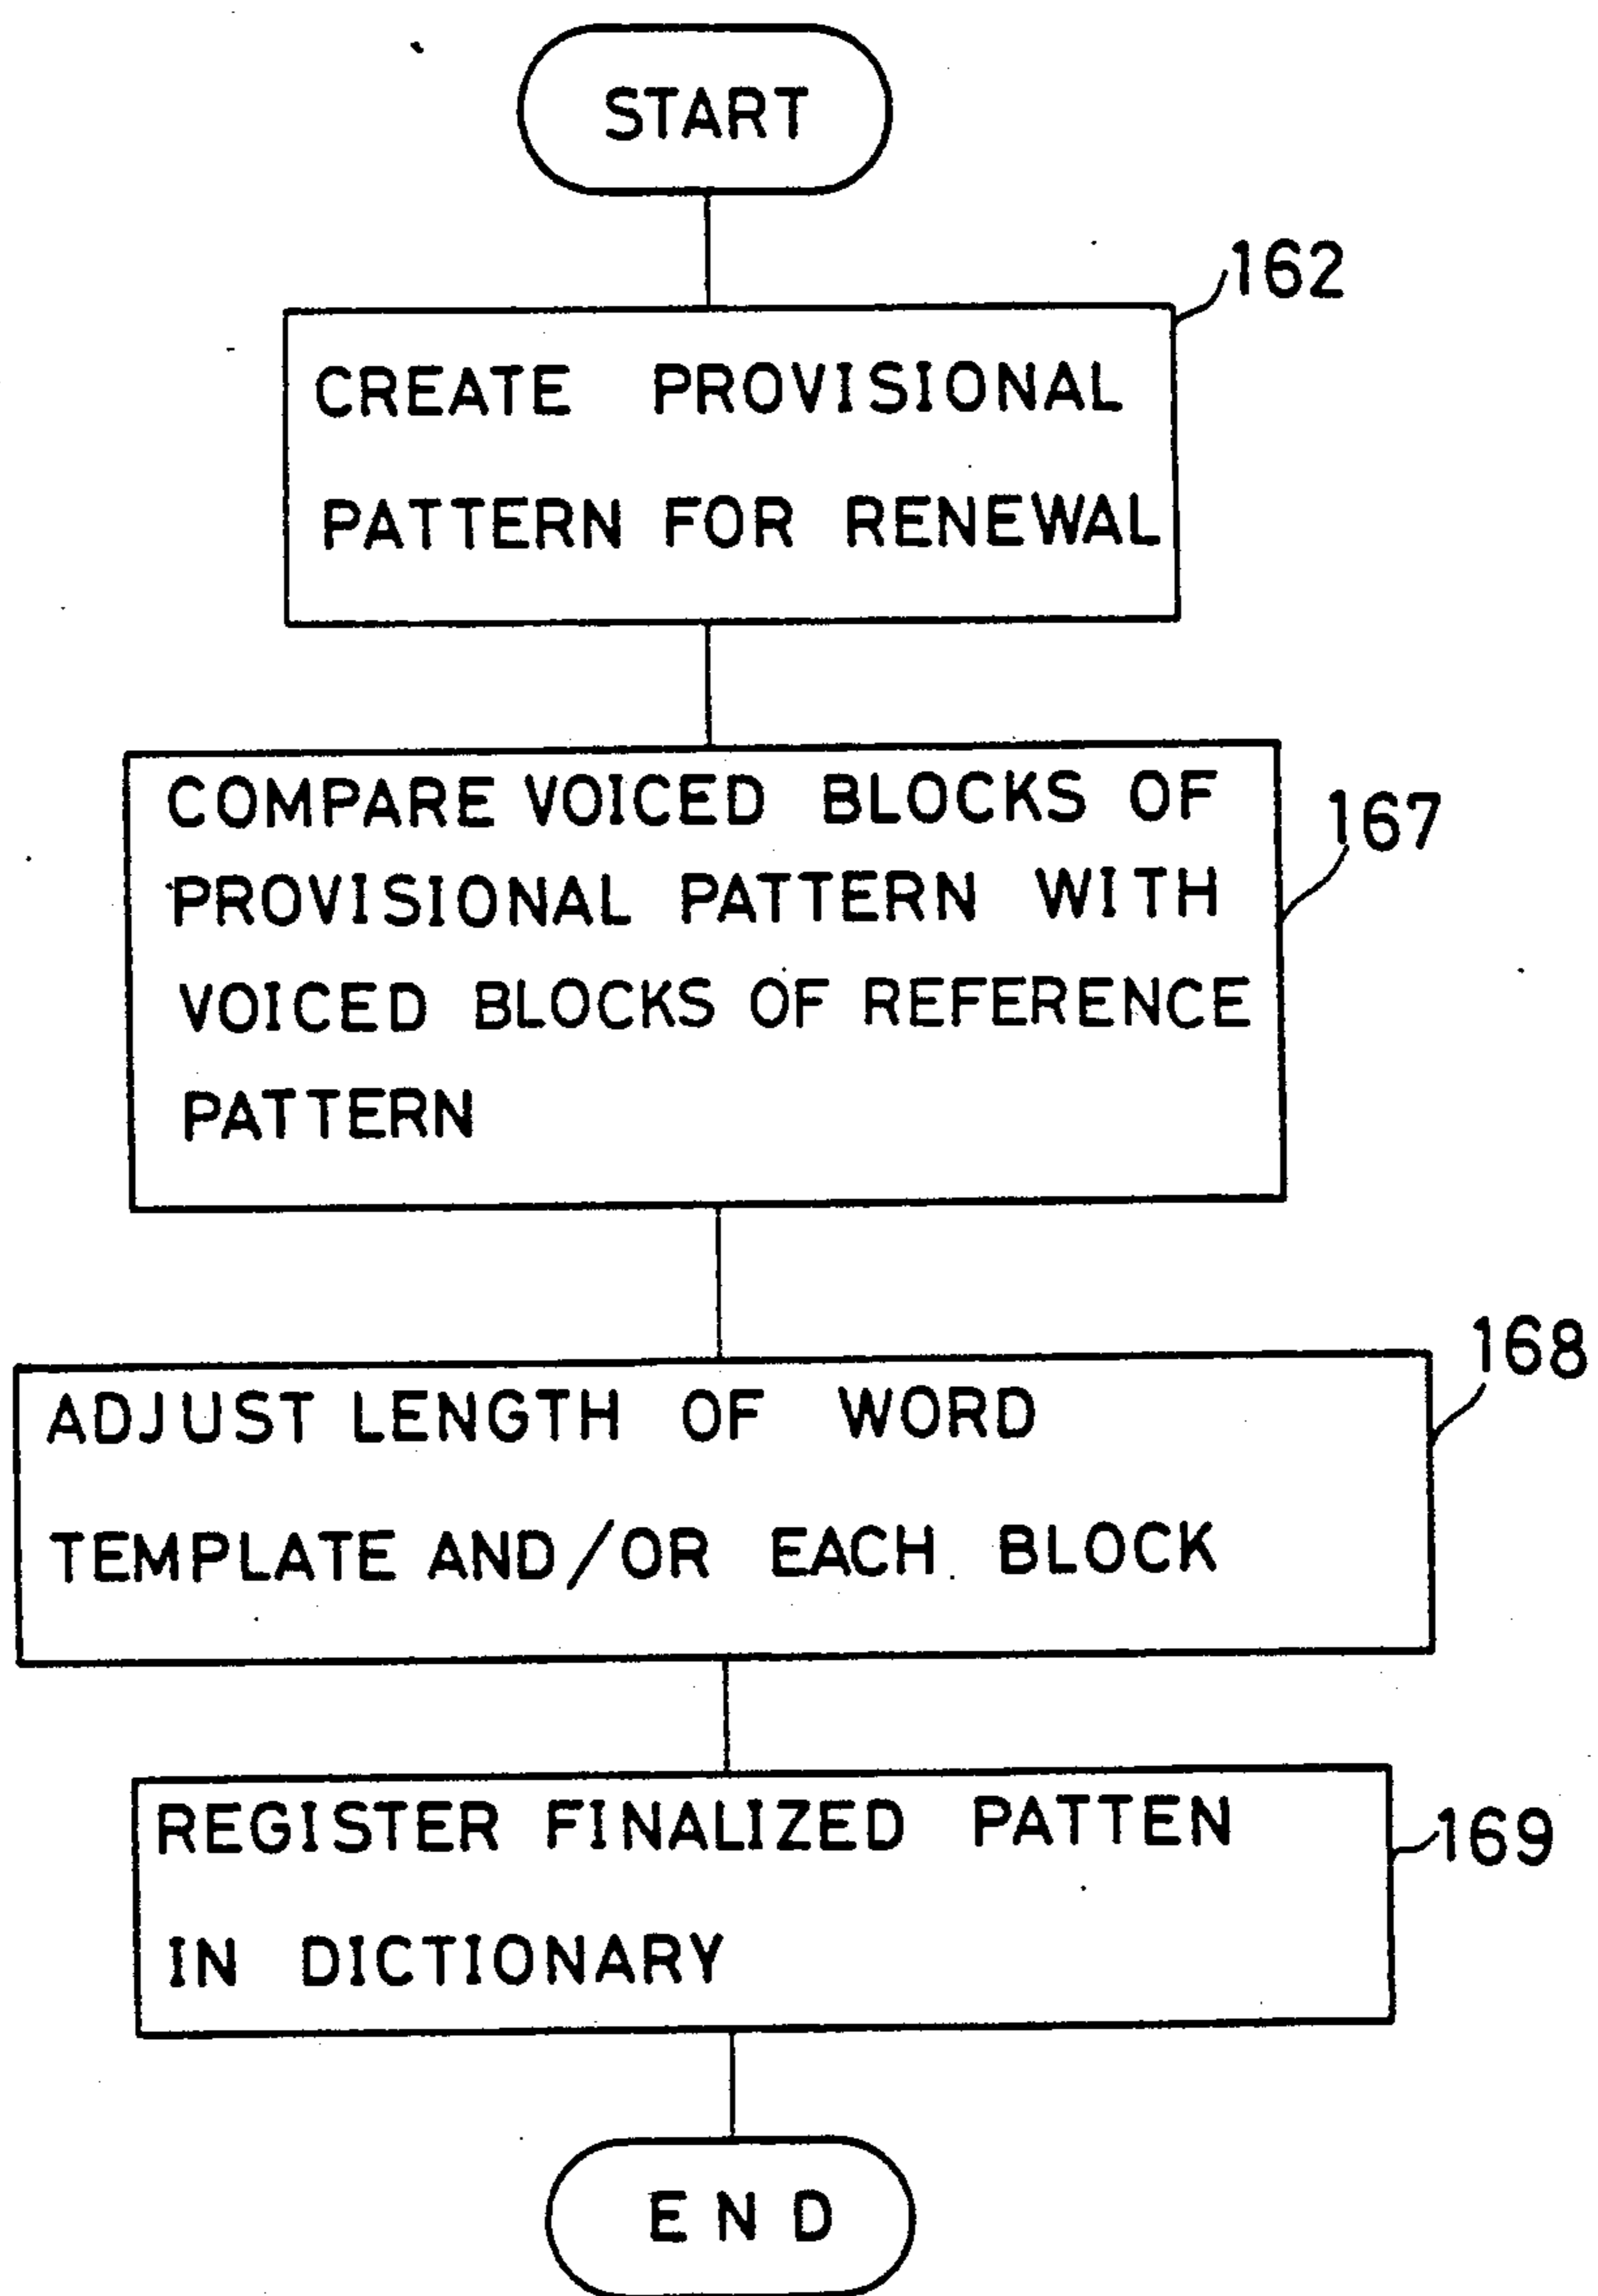 START
162
CREATE PROVISIONAL
PATTERN FOR RENEWAL
COMPARE VOICED BLOCKS OF
167
PROVISIONAL PATTERN WITH
VOICED BLOCKS OF REFERENCE
PATTERN
168
ADJUST LENGTH OF WORD
TEMPLATE AND/OR EACH BLOCK
REGISTER FINALIZED PATTEN
169
IN DICTIONARY
END